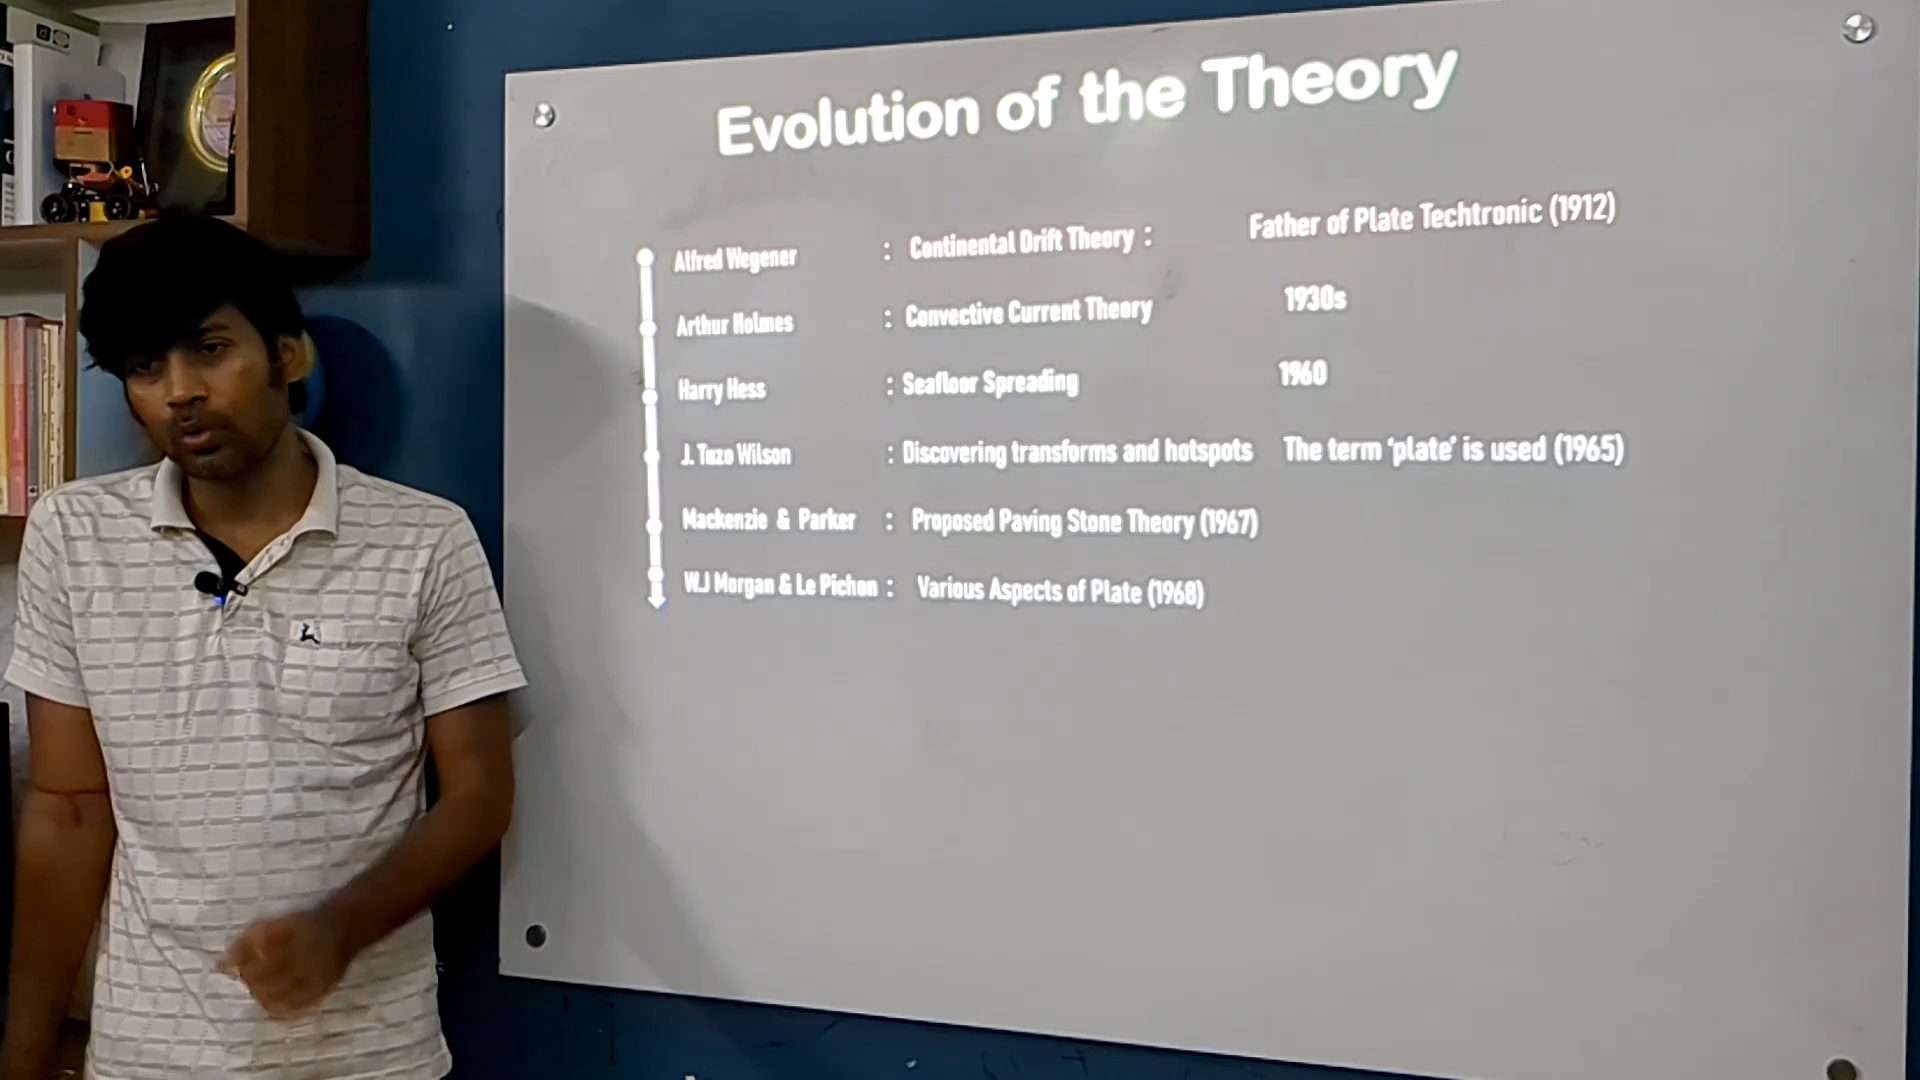 Evolution of the Theory
Alfred Wegener : Continental Drift Theory : Father of Plate Techtronic (1912)
Arthur Holmes : Convective Current Theory 1930s
Harry Hess : Seafloor Spreading 1960
J. Tuzo Wilson : Discovering transforms and hotspots The term ‘plate’ is used (1965)
Mackenzie & Parker : Proposed Paving Stone Theory (1967)
W.J Morgan & Le Pichon : Various Aspects of Plate (1968)